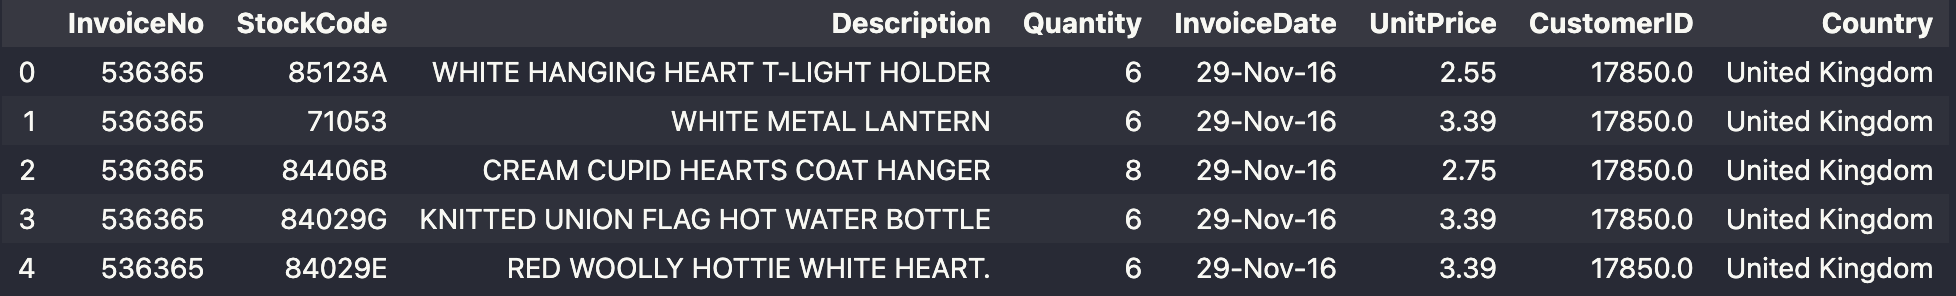 InvoiceNo StockCode Description Quantity InvoiceDate UnitPrice CustomerID Country
0 536365 85123A WHITE HANGING HEART T-LIGHT HOLDER 6 29-Nov-16 2.55 17850.0 United Kingdom
1 536365 71053 WHITE METAL LANTERN 6 29-Nov-16 3.39 17850.0 United Kingdom
2 536365 84406B CREAM CUPID HEARTS COAT HANGER 8 29-Nov-16 2.75 17850.0 United Kingdom
3 536365 84029G KNITTED UNION FLAG HOT WATER BOTTLE 6 29-Nov-16 3.39 17850.0 United Kingdom
4 536365 84029E RED WOOLLY HOTTIE WHITE HEART. 6 29-Nov-16 3.39 17850.0 United Kingdom